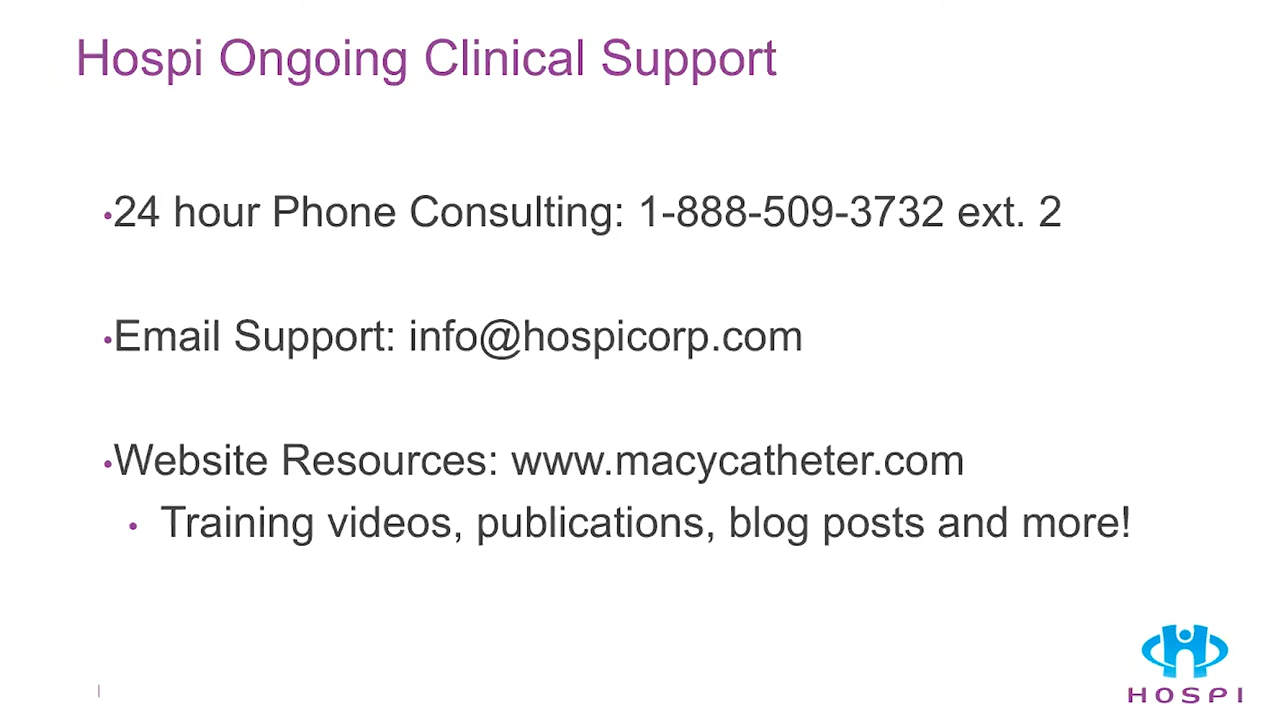 Hospi Ongoing Clinical Support
•24 hour Phone Consulting: 1-888-509-3732 ext. 2
•Email Support: info@hospicorp.com
•Website Resources: www.macycatheter.com
• Training videos, publications, blog posts and more!
HOSPI